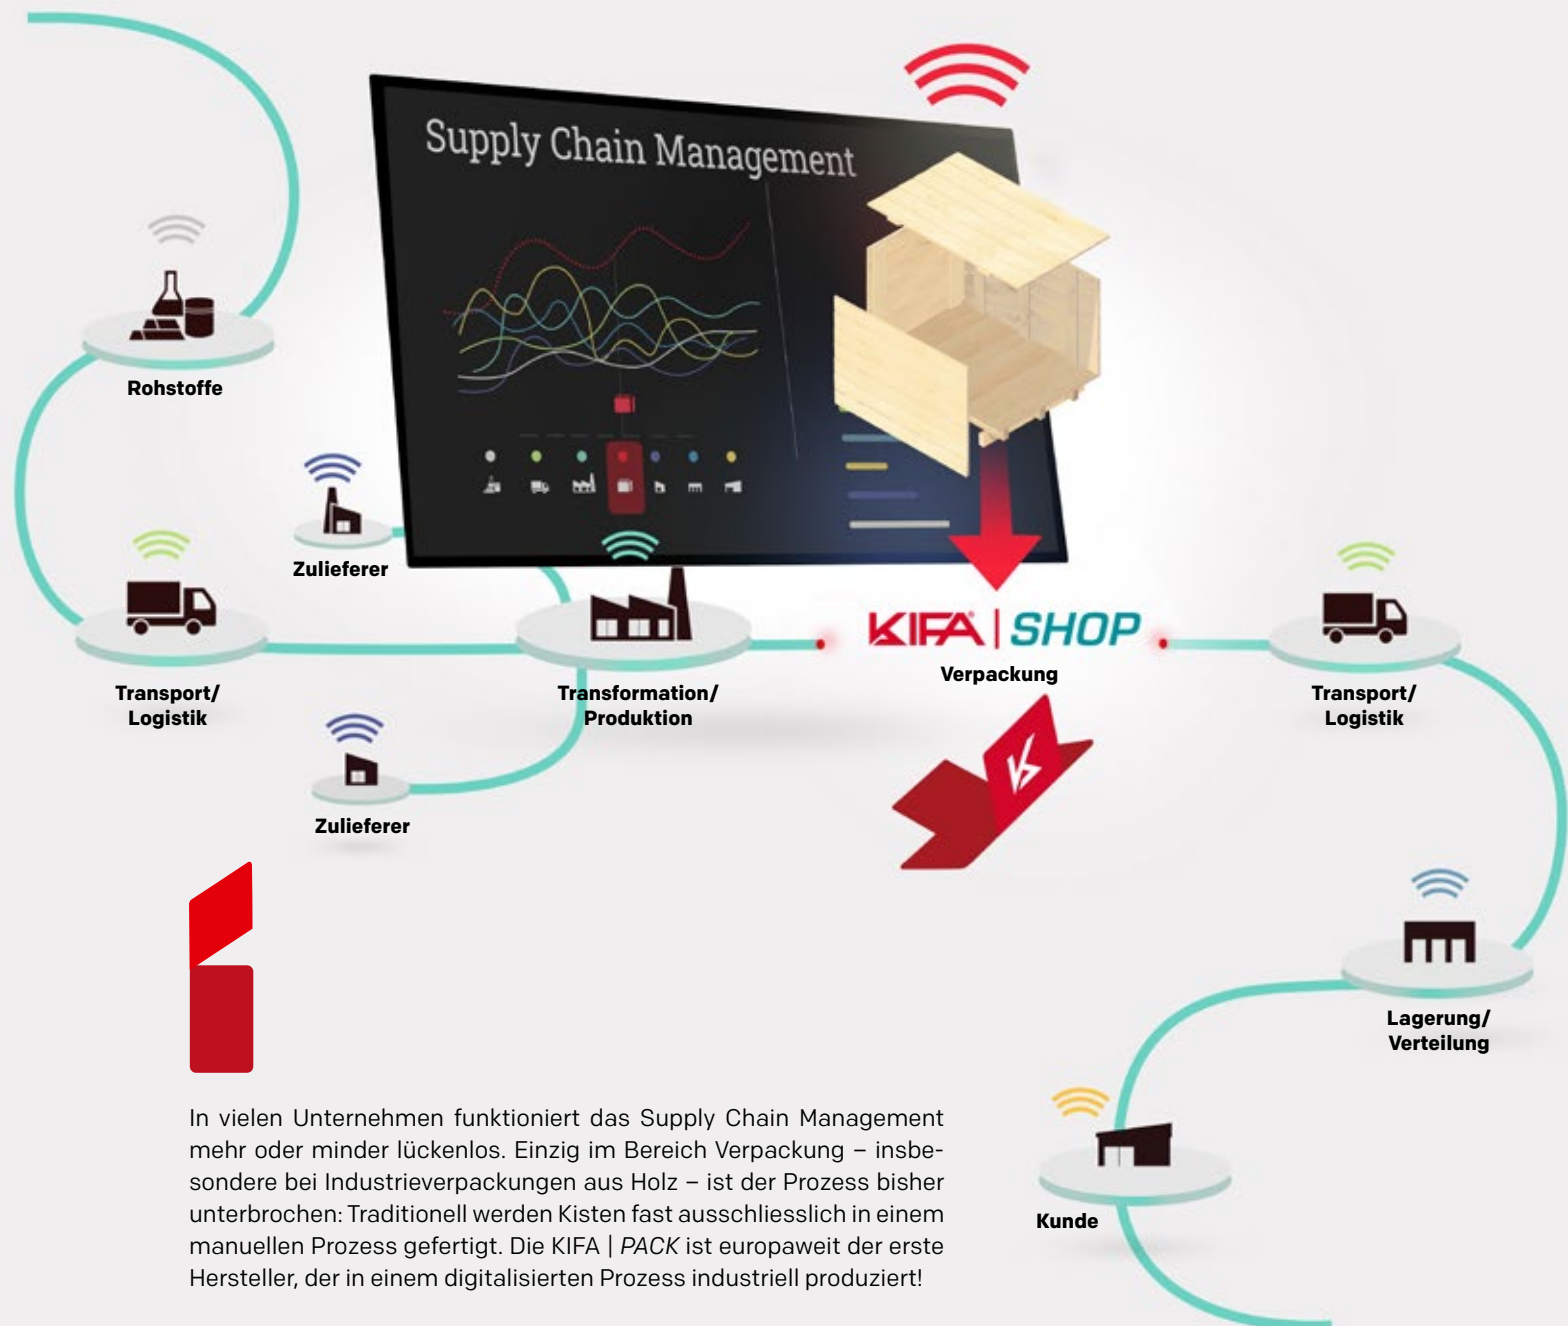 Supply Chain Management
Rohstoffe
Zulieferer
Transport/
Logistik
Transformation/
Produktion
KIFA | SHOP
Verpackung
Transport/
Logistik
Zulieferer
Lagerung/
Verteilung
Kunde
In vielen Unternehmen funktioniert das Supply Chain Management
mehr oder minder lückenlos. Einzig im Bereich Verpackung – insbe-
sondere bei Industrieverpackungen aus Holz – ist der Prozess bisher
unterbrochen: Traditionell werden Kisten fast ausschliesslich in einem
manuellen Prozess gefertigt. Die KIFA | PACK ist europaweit der erste
Hersteller, der in einem digitalisierten Prozess industriell produziert!